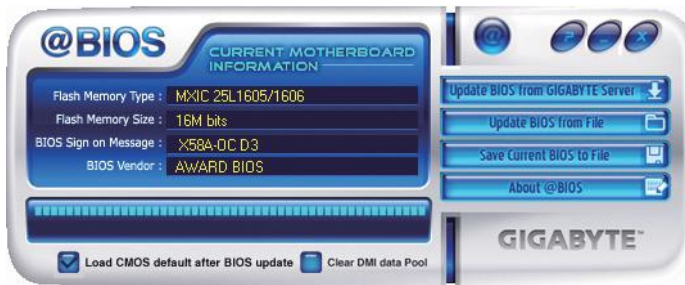 @BIOS
CURRENT MOTHERBOARD
INFORMATION
Flash Memory Type : MXIC 25L1605/1606
Flash Memory Size : 16M bits
BIOS Sign on Message : X58A-OC D3
BIOS Vendor : AWARD BIOS
Load CMOS default after BIOS update Clear DMI data Pool
@ ? – X
Update BIOS from GIGABYTE Server
Update BIOS from File
Save Current BIOS to File
About @BIOS
GIGABYTE™